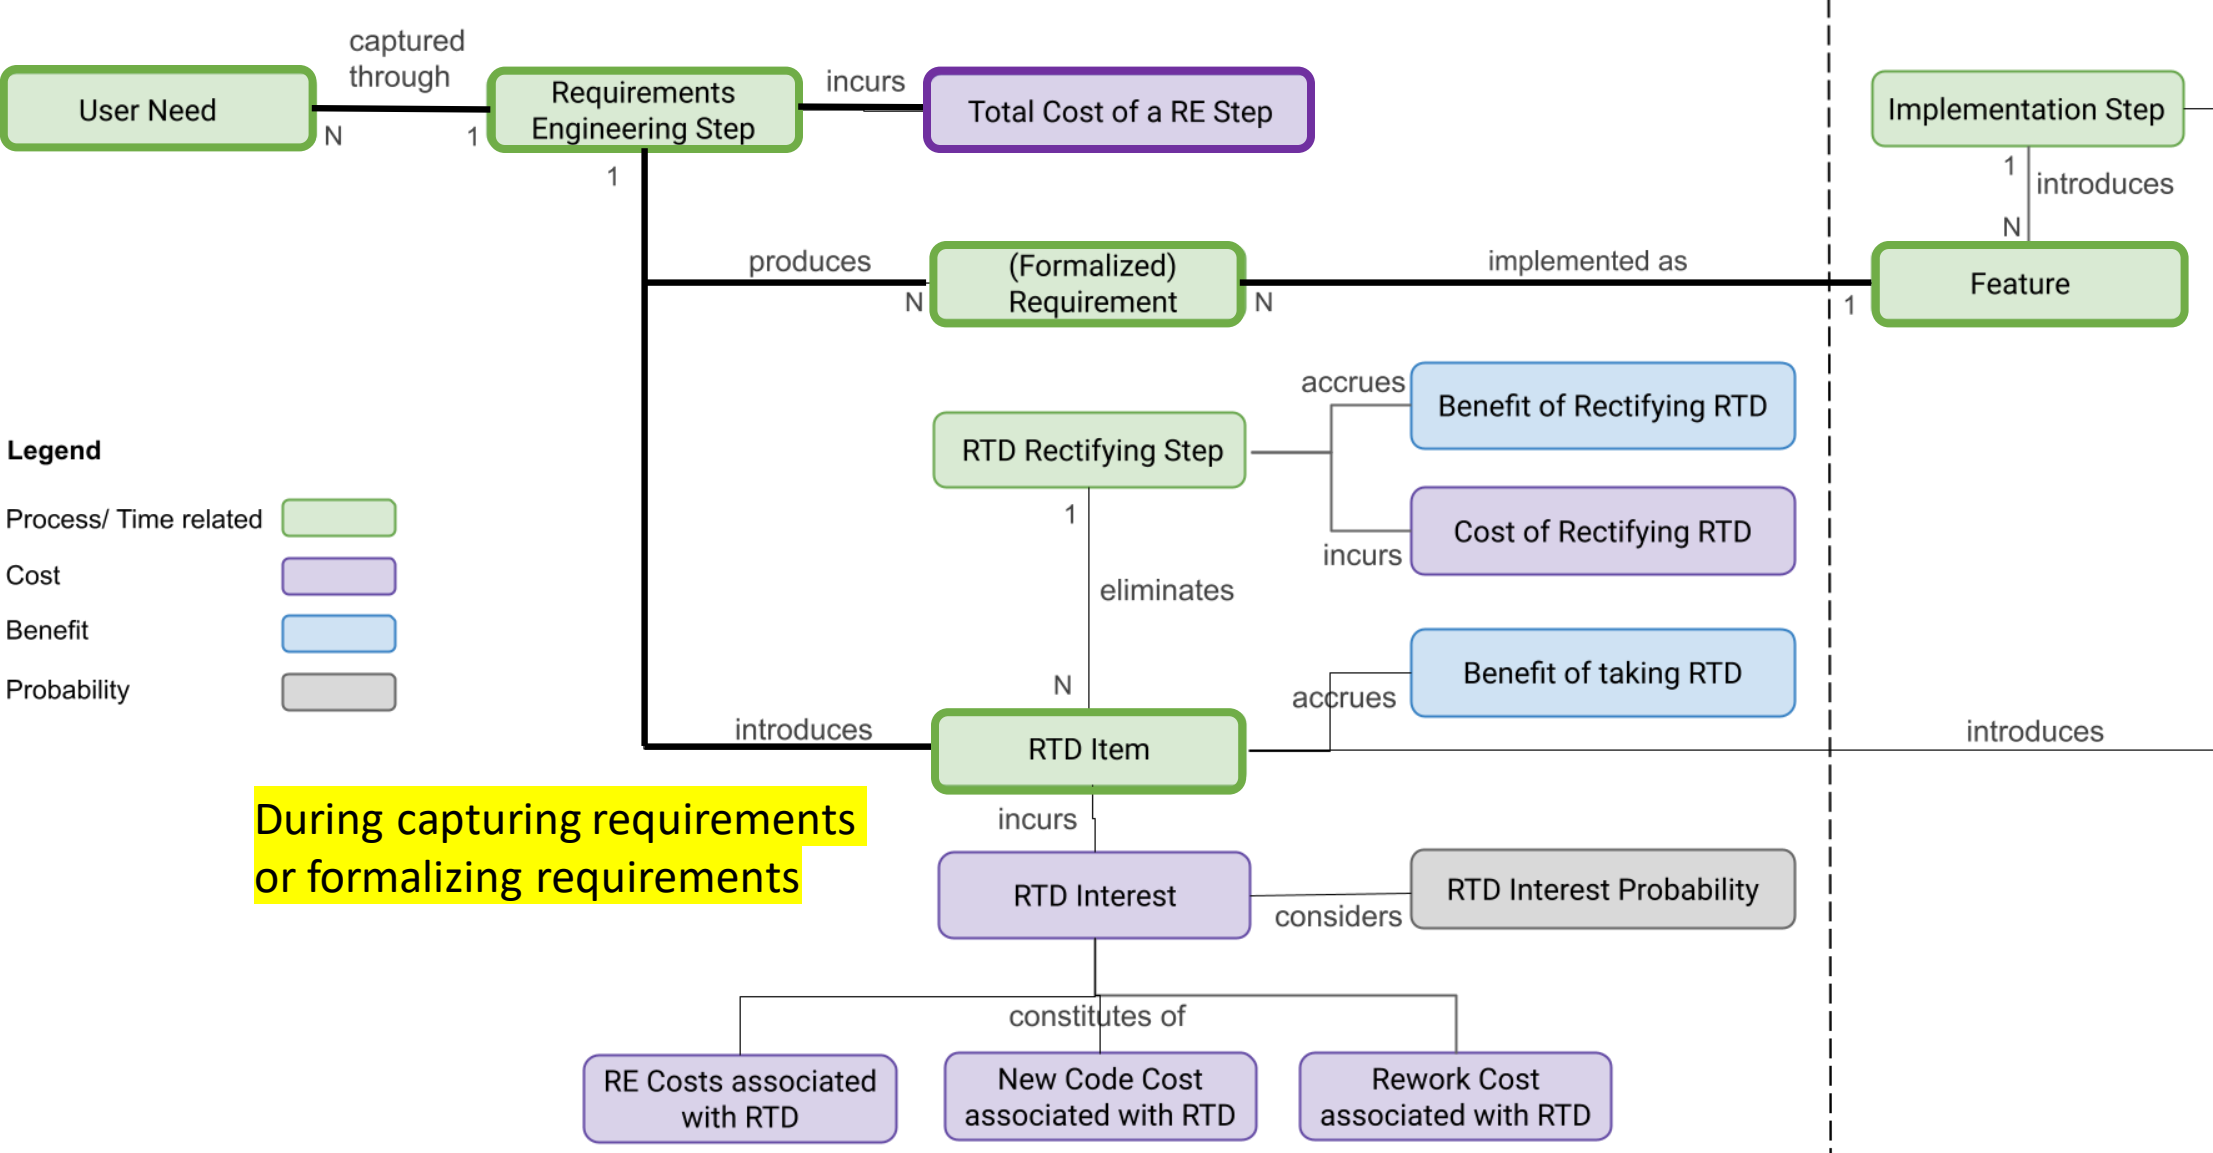 captured
through
User Need
N
1
Requirements
Engineering Step
incurs
Total Cost of a RE Step
Implementation Step
1
1
introduces
N
produces
N
(Formalized)
Requirement
N
implemented as
1
Feature
accrues
Benefit of Rectifying RTD
RTD Rectifying Step
Cost of Rectifying RTD
incurs
1
eliminates
N
Legend
Process/ Time related
Cost
Benefit
Probability
Benefit of taking RTD
accrues
introduces
RTD Item
introduces
During capturing requirements
or formalizing requirements
incurs
RTD Interest
considers
RTD Interest Probability
constitutes of
RE Costs associated
with RTD
New Code Cost
associated with RTD
Rework Cost
associated with RTD